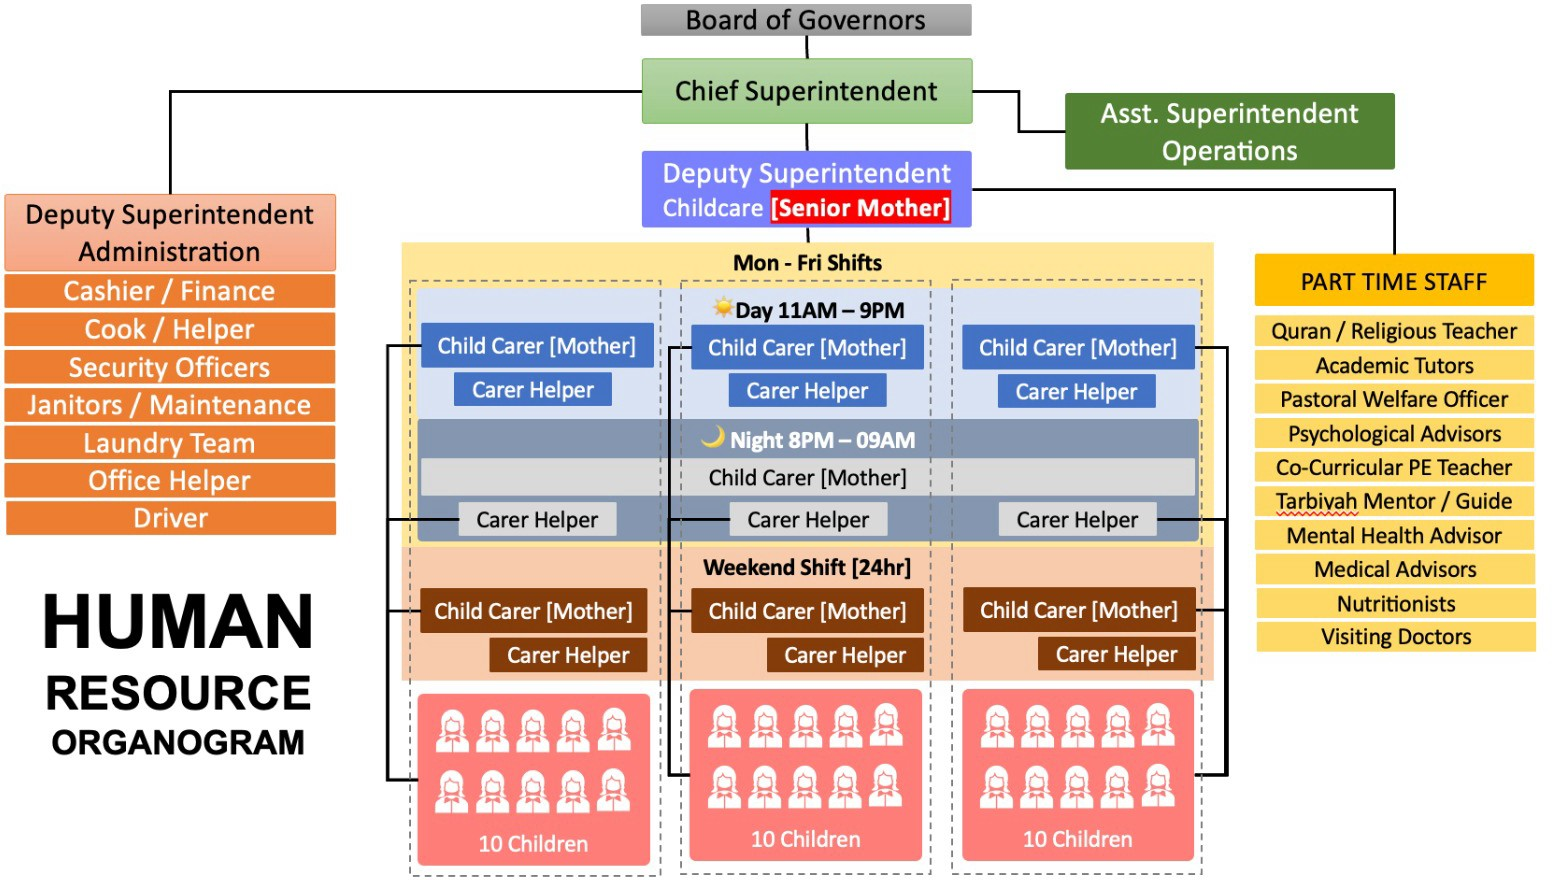 Board of Governors
Chief Superintendent
Asst. Superintendent
Operations
Deputy Superintendent
Childcare [Senior Mother]
Deputy Superintendent
Administration
Cashier / Finance
Cook / Helper
Security Officers
Janitors / Maintenance
Laundry Team
Office Helper
Driver
Mon - Fri Shifts
Day 11AM – 9PM
Child Carer [Mother]
Child Carer [Mother]
Child Carer [Mother]
Carer Helper
Carer Helper
Carer Helper
Night 8PM – 09AM
Child Carer [Mother]
Carer Helper
Carer Helper
Carer Helper
Weekend Shift [24hr]
Child Carer [Mother]
Child Carer [Mother]
Child Carer [Mother]
Carer Helper
Carer Helper
Carer Helper
10 Children
10 Children
10 Children
PART TIME STAFF
Quran / Religious Teacher
Academic Tutors
Pastoral Welfare Officer
Psychological Advisors
Co-Curricular PE Teacher
Tarbiyah Mentor / Guide
Mental Health Advisor
Medical Advisors
Nutritionists
Visiting Doctors
HUMAN
RESOURCE
ORGANOGRAM